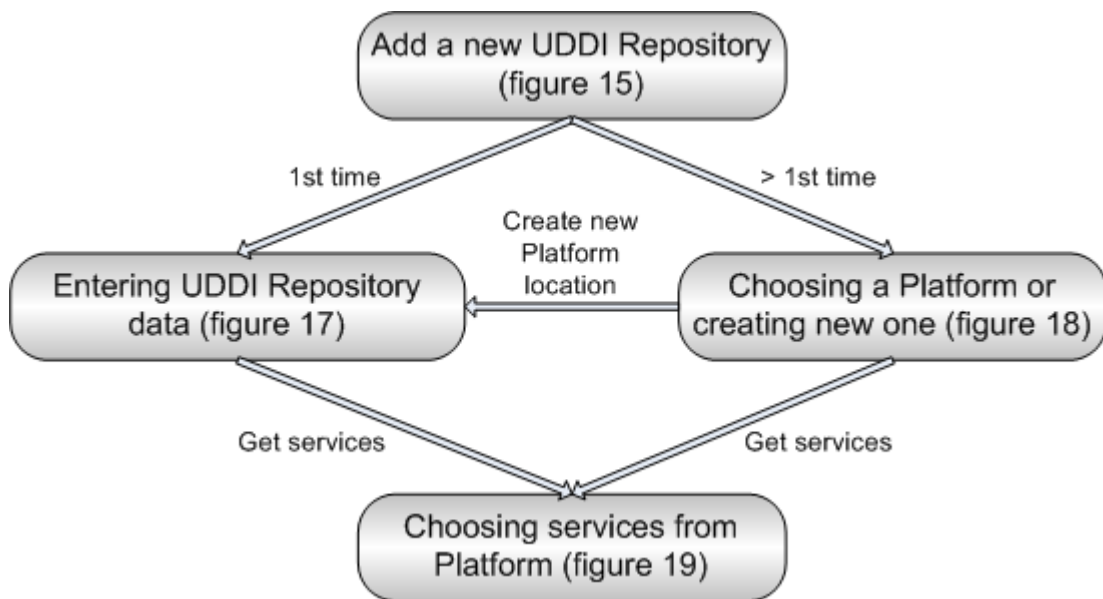 Add a new UDDI Repository
(figure 15)
1st time
> 1st time
Create new
Platform
location
Entering UDDI Repository
data (figure 17)
Choosing a Platform or
creating new one (figure 18)
Get services
Get services
Choosing services from
Platform (figure 19)